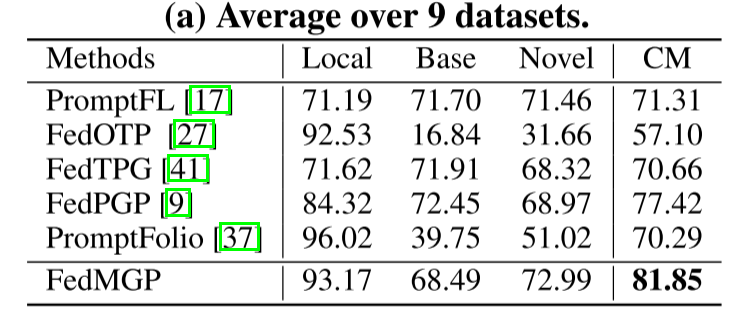 (a) Average over 9 datasets.
Methods Local Base Novel CM
PromptFL [17] 71.19 71.70 71.46 71.31
FedOTP [27] 92.53 16.84 31.66 57.10
FedTPG [41] 71.62 71.91 68.32 70.66
FedPGP [9] 84.32 72.45 68.97 77.42
PromptFolio [37] 96.02 39.75 51.02 70.29
FedMGP 93.17 68.49 72.99 81.85